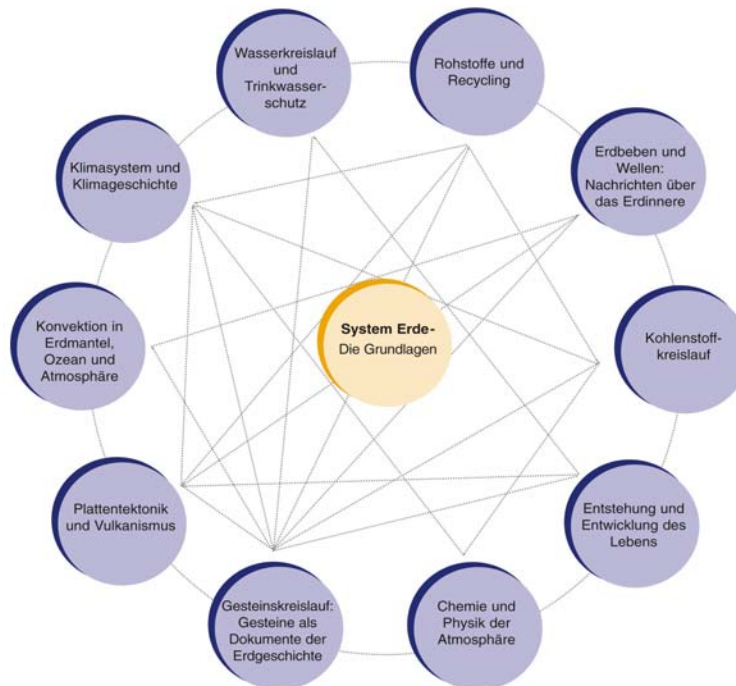 Wasserkreislauf
und
Trinkwasser-
schutz
Rohstoffe und
Recycling
Klimasystem und
Klimageschichte
Erdbeben und
Wellen:
Nachrichten über
das Erdinnere
Konvektion in
Erdmantel,
Ozean und
Atmosphäre
System Erde-
Die Grundlagen
Kohlenstoff-
kreislauf
Plattentektonik
und Vulkanismus
Entstehung und
Entwicklung des
Lebens
Gesteinskreislauf:
Gesteine als
Dokumente der
Erdgeschichte
Chemie und
Physik der
Atmosphäre